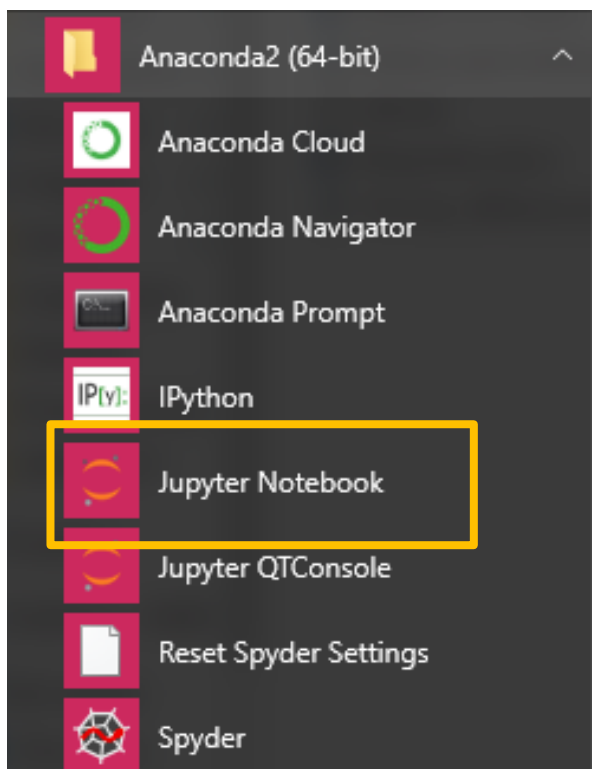 Anaconda2 (64-bit)
Anaconda Cloud
Anaconda Navigator
Anaconda Prompt
IP[y]: IPython
Jupyter Notebook
Jupyter QTConsole
Reset Spyder Settings
Spyder